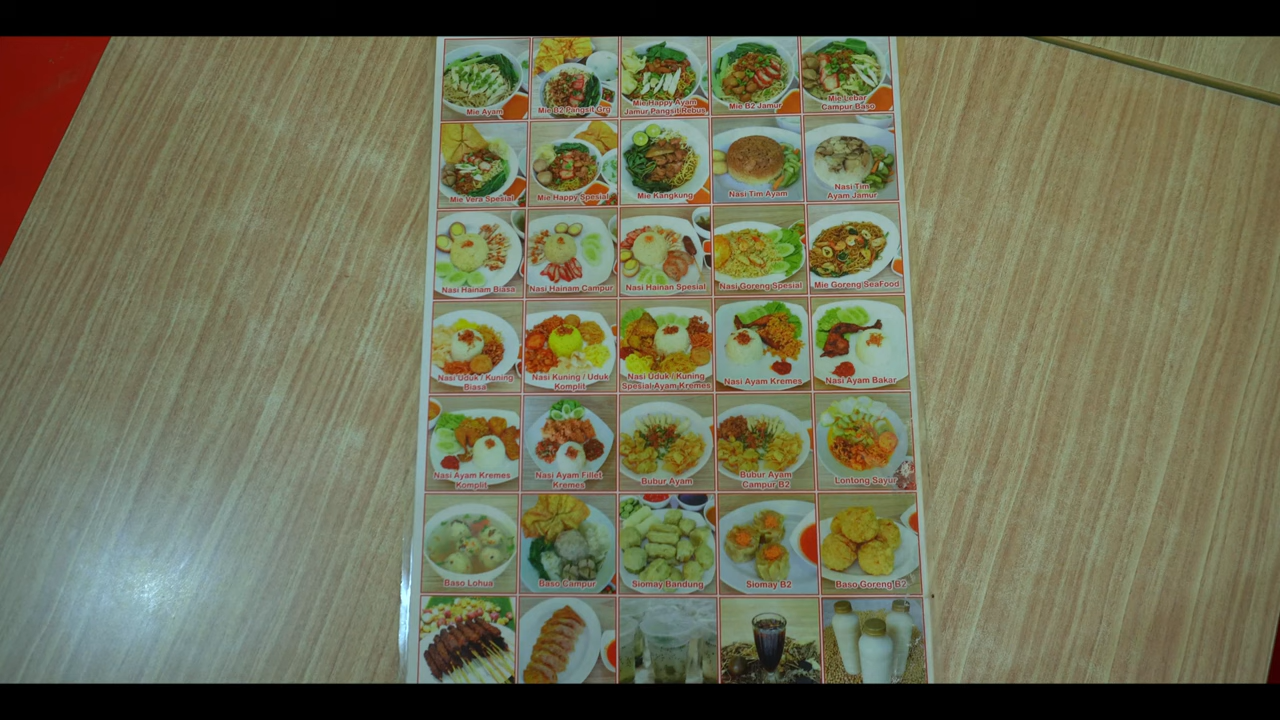 Mie Ayam
Mie B2 Pangsit Grg
Mie Happy Ayam
Jamur Pangsit Rebus
Mie B2 Jamur
Mie Lebar
Campur Baso
Mie Vera Spesial
Mie Happy Spesial
Mie Kangkung
Nasi Tim Ayam
Nasi Tim
Ayam Jamur
Nasi Hainam Biasa
Nasi Hainam Campur
Nasi Hainan Spesial
Nasi Goreng Spesial
Mie Goreng SeaFood
Nasi Uduk / Kuning
Biasa
Nasi Kuning / Uduk
Komplit
Nasi Uduk / Kuning
Spesial Ayam Kremes
Nasi Ayam Kremes
Nasi Ayam Bakar
Nasi Ayam Kremes
Komplit
Nasi Ayam Fillet
Kremes
Bubur Ayam
Bubur Ayam
Campur B2
Lontong Sayur
Baso Lohua
Baso Campur
Siomay Bandung
Siomay B2
Baso Goreng B2